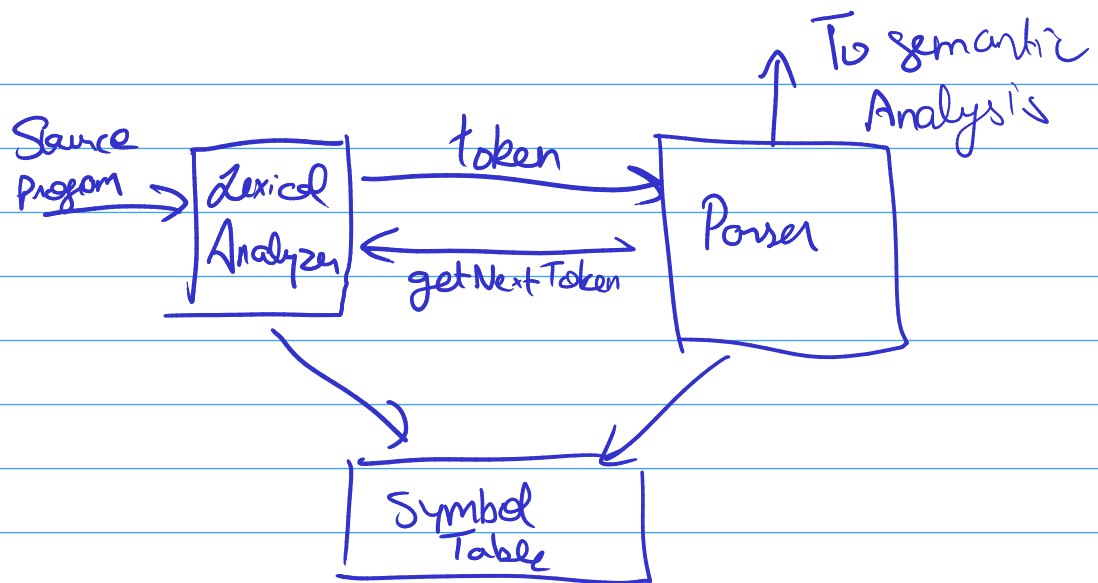 To semantic
Analysis
Source
Program
Lexical
Analyzer
token
getNextToken
Parser
Symbol
Table